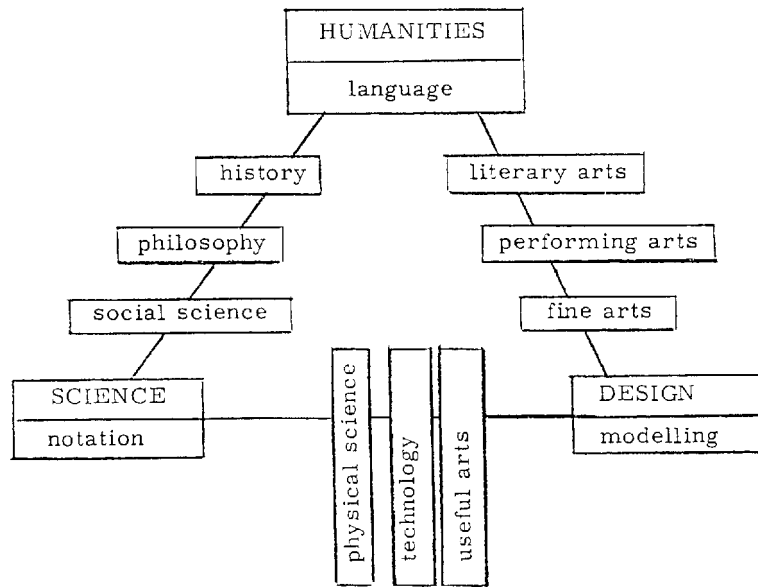 HUMANITIES
language
history
literary arts
philosophy
performing arts
social science
fine arts
SCIENCE
notation
physical science
technology
useful arts
DESIGN
modelling